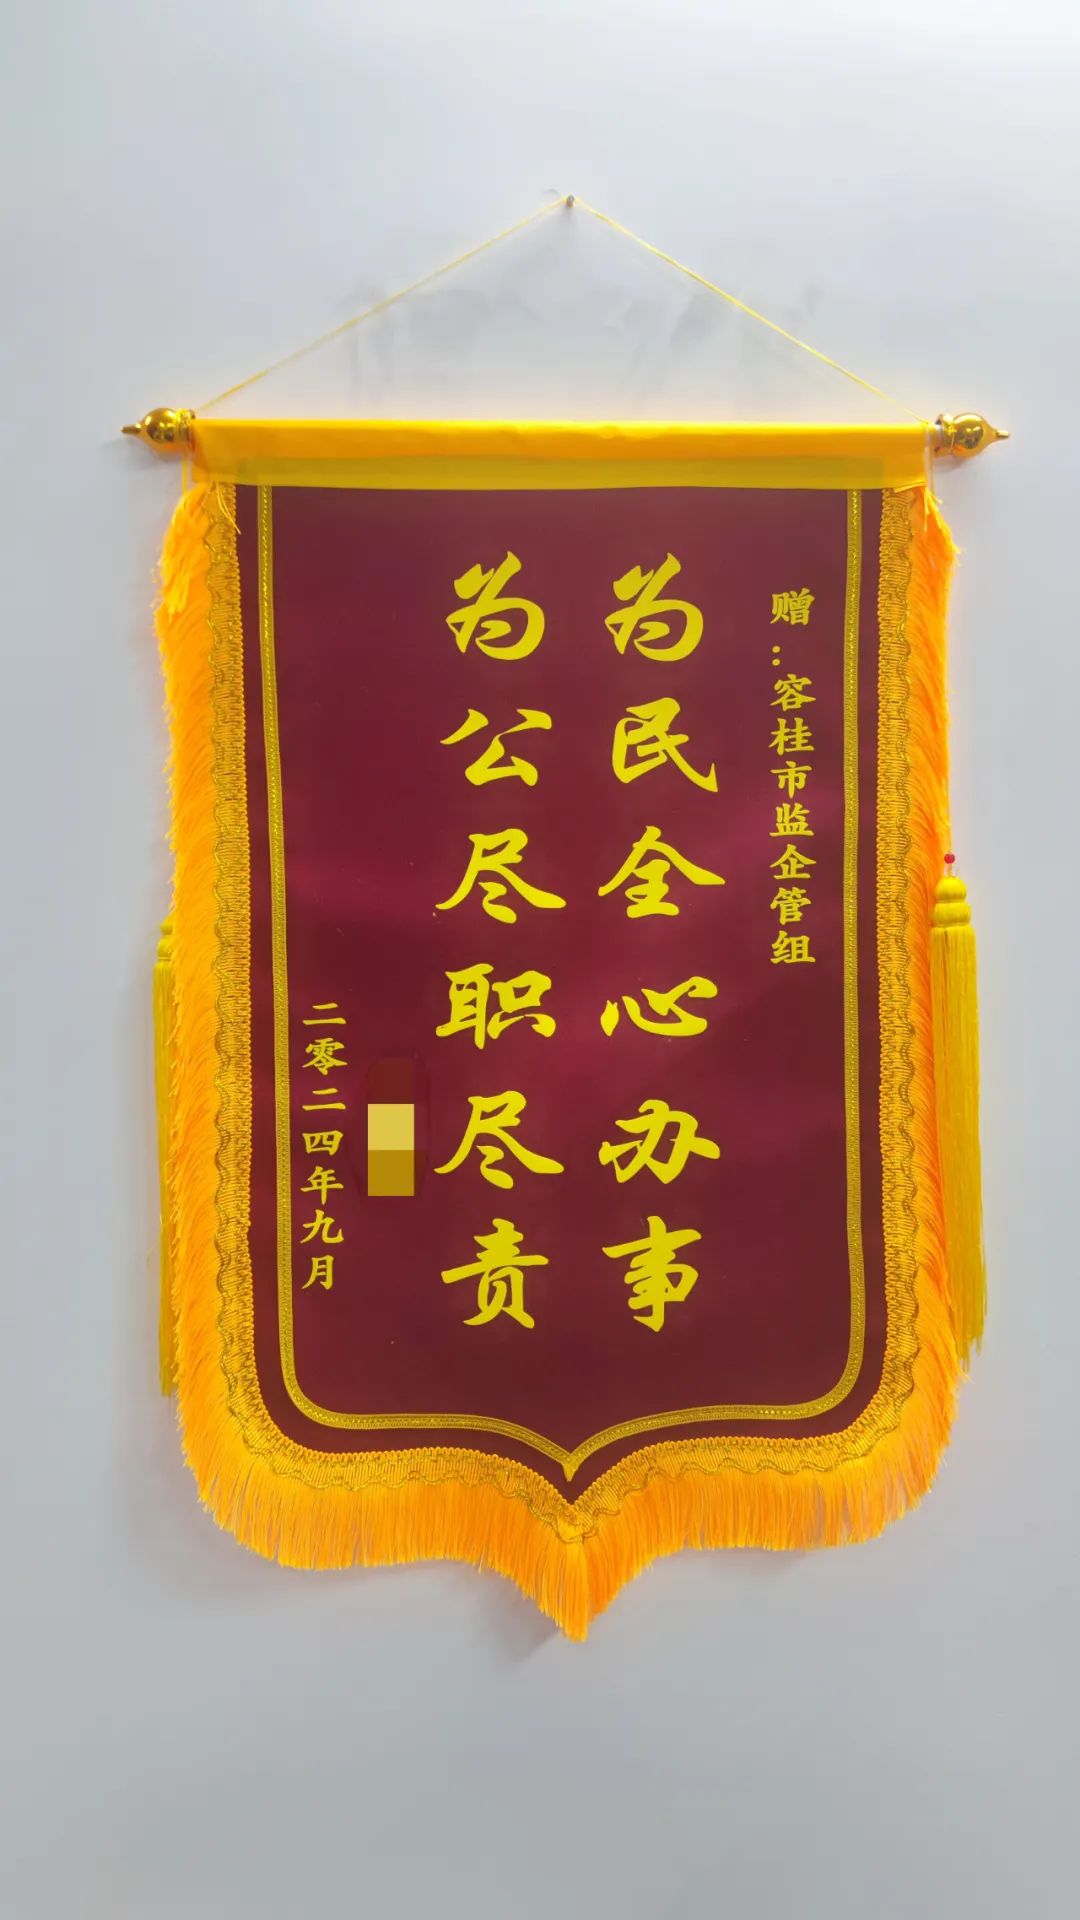 赠：容桂市监企管组
为民全心办事
为公尽职尽责
二零二四年九月